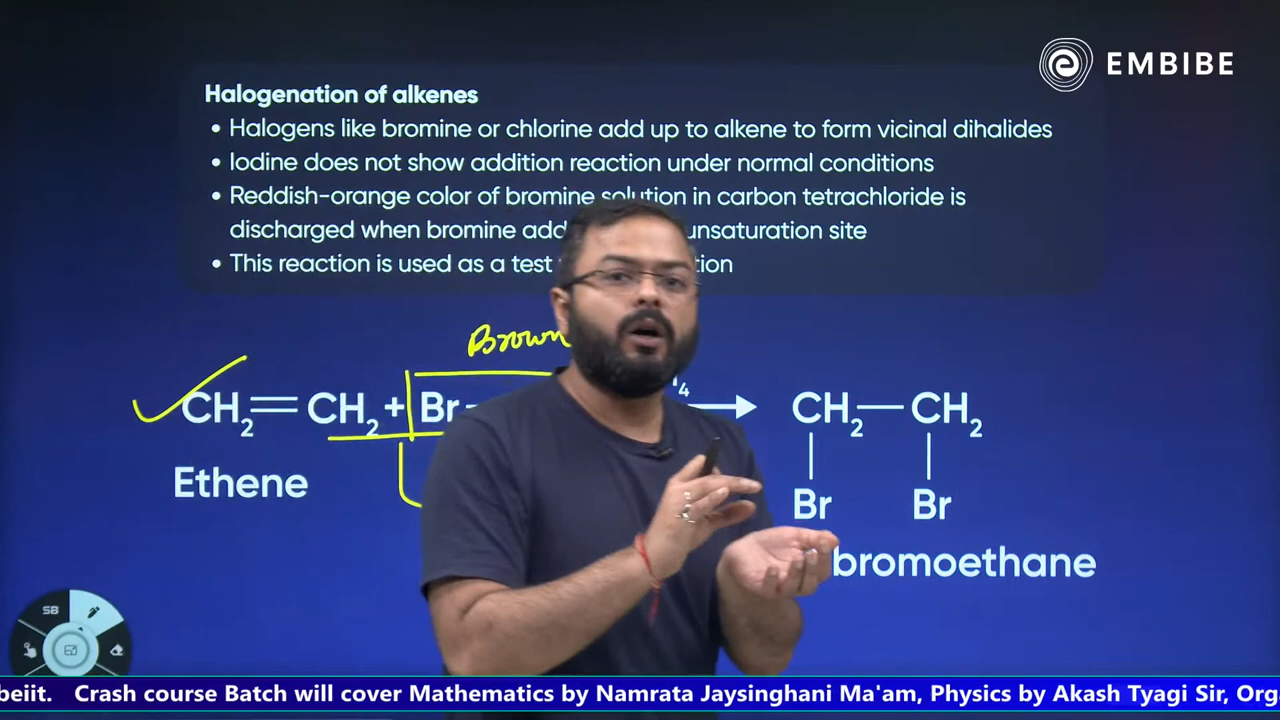 EMBIBE
Halogenation of alkenes
• Halogens like bromine or chlorine add up to alkene to form vicinal dihalides
• Iodine does not show addition reaction under normal conditions
• Reddish-orange color of bromine solution in carbon tetrachloride is
discharged when bromine add unsaturation site
• This reaction is used as a test
Brown
CH₂=CH₂ + Br- 4 → CH₂—CH₂
Ethene
Br Br
bromoethane
SB
beiit. Crash course Batch will cover Mathematics by Namrata Jaysinghani Ma'am, Physics by Akash Tyagi Sir, Org